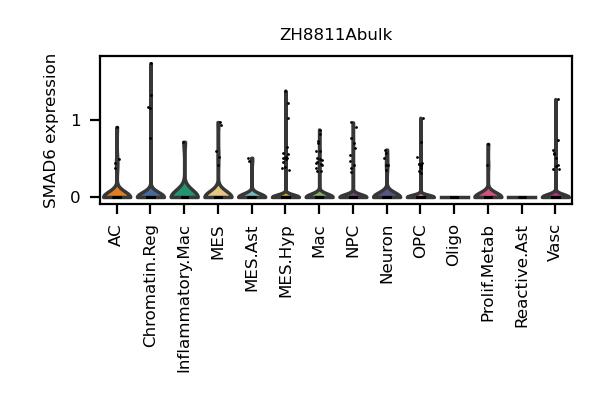 ZH8811Abulk
SMAD6 expression
1
0
AC
Chromatin.Reg
Inflammatory.Mac
MES
MES.Ast
MES.Hyp
Mac
NPC
Neuron
OPC
Oligo
Prolif.Metab
Reactive.Ast
Vasc